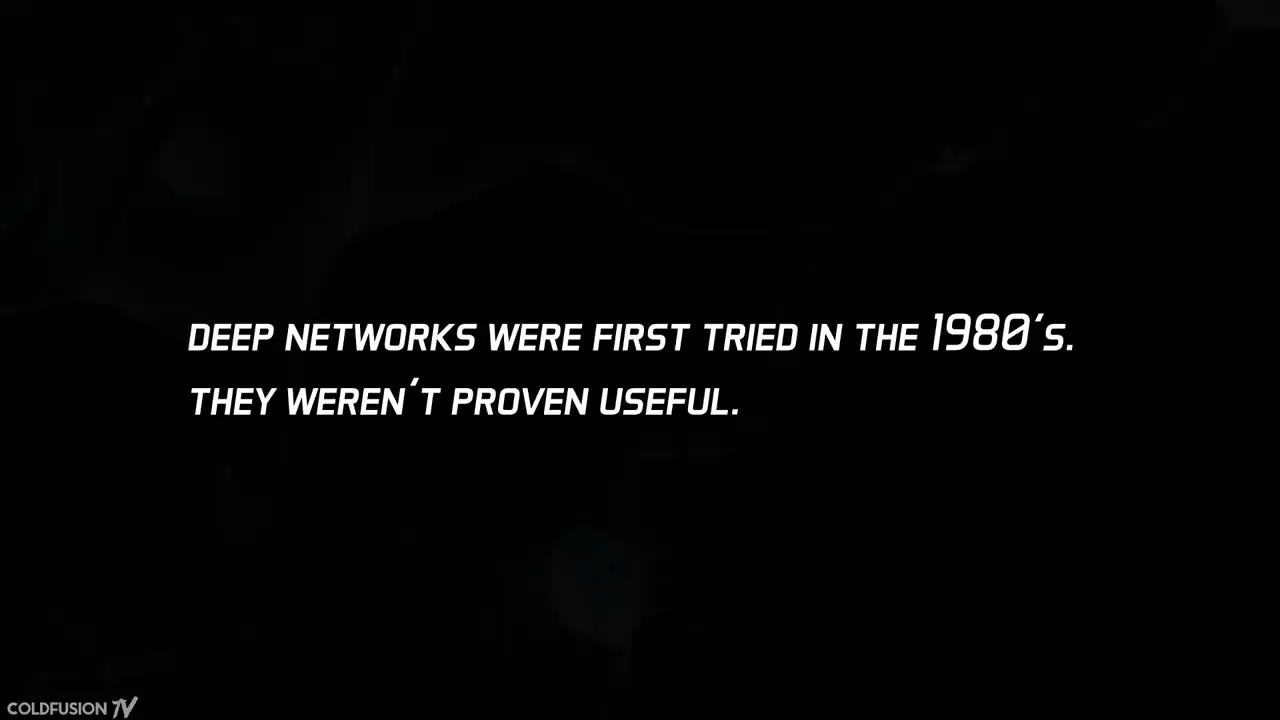 DEEP NETWORKS WERE FIRST TRIED IN THE 1980'S.
THEY WEREN'T PROVEN USEFUL.
COLDFUSION TV